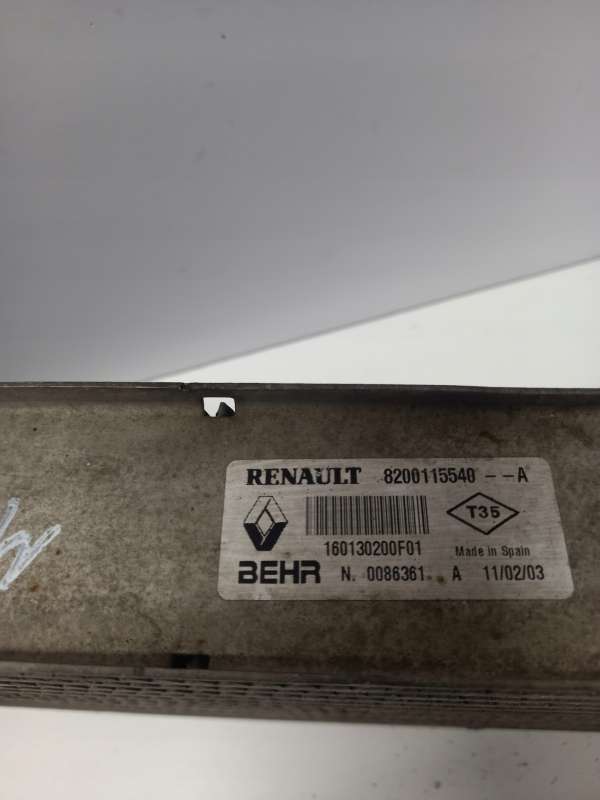 RENAULT 8200115540 --A
T35
160130200F01 Made in Spain
BEHR N. 0086361 A 11/02/03